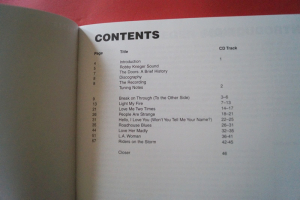 CONTENTS
Page Title CD Track
Introduction 1
Robby Krieger Sound
The Doors: A Brief History
Discography
The Recording
Tuning Notes 2
Break on Through (To the Other Side) 3-6
Light My Fire 7-13
Love Me Two Times 14-17
People Are Strange 18-21
Hello, I Love You (Won't You Tell Me Your Name?) 22-25
Roadhouse Blues 26-31
Love Her Madly 32-35
L.A. Woman 36-41
Riders on the Storm 42-45
Closer 46